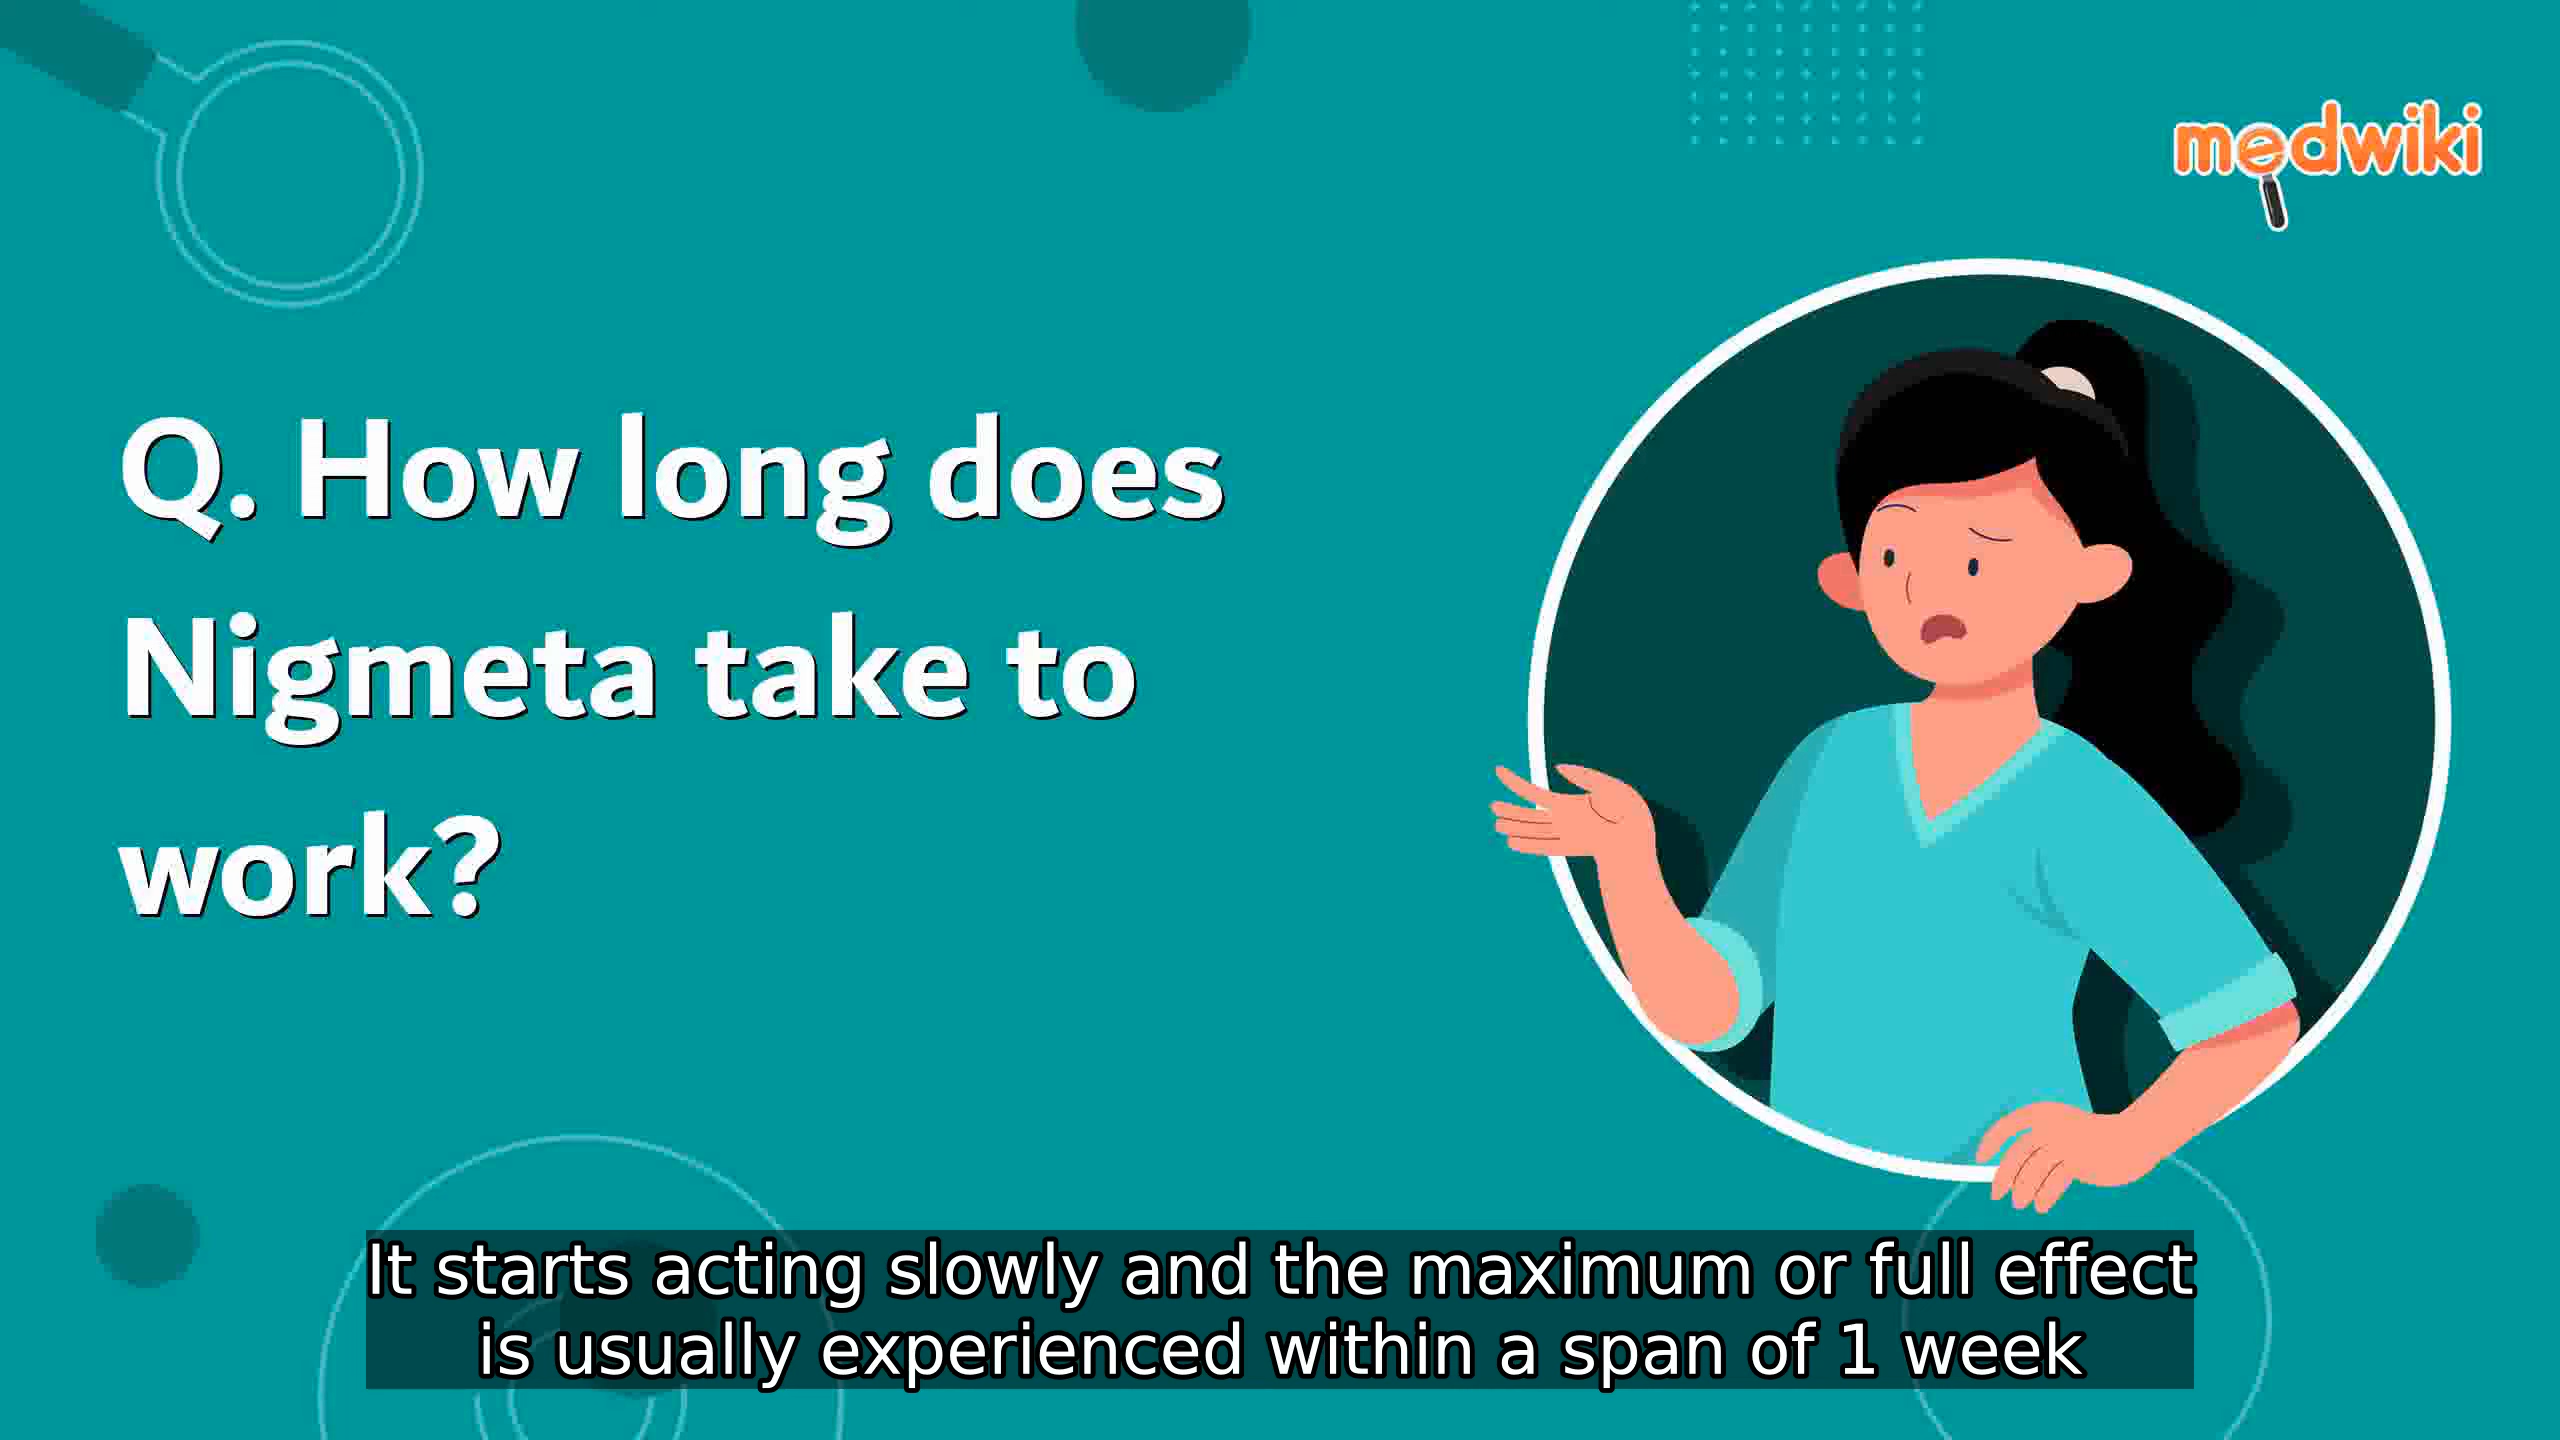 medwiki
Q. How long does
Nigmeta take to
work?
It starts acting slowly and the maximum or full effect
is usually experienced within a span of 1 week